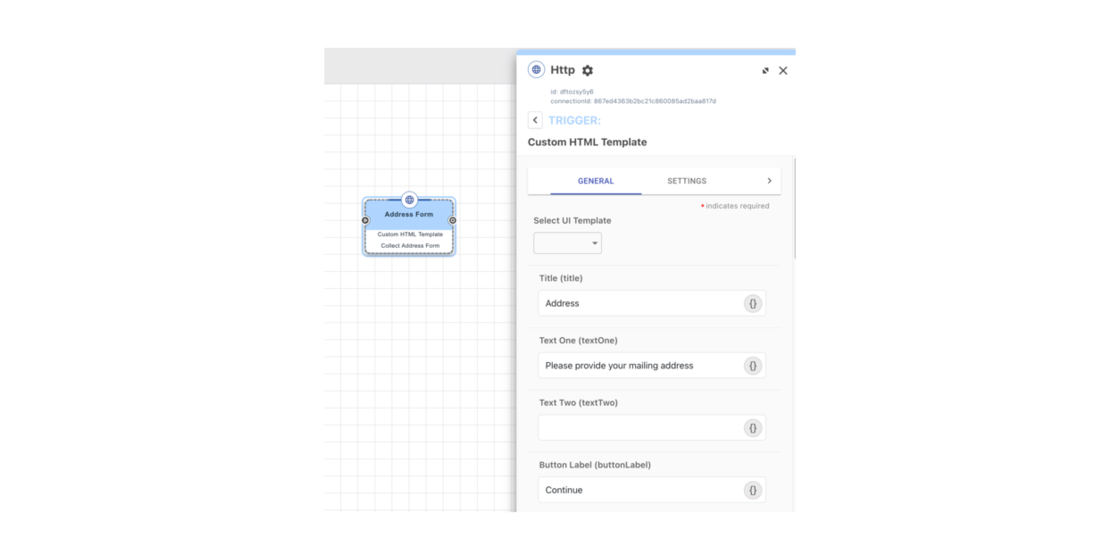 Http
id: dftozsy5y6
connectionId: 867ed4363b2bc21c860085ad2baa817d
TRIGGER:
Custom HTML Template
GENERAL
SETTINGS
* indicates required
Select UI Template
Title (title)
Address
{}
Text One (textOne)
Please provide your mailing address
{}
Text Two (textTwo)
{}
Button Label (buttonLabel)
Continue
{}
Address Form
Custom HTML Template
Collect Address Form